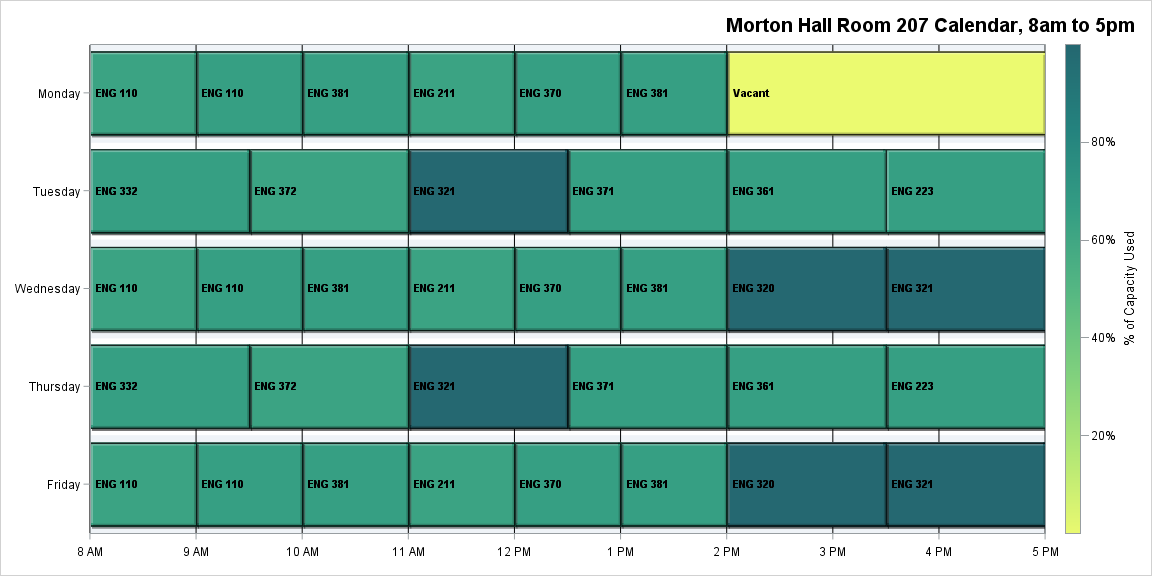 Morton Hall Room 207 Calendar, 8am to 5pm
Monday ENG 110 ENG 110 ENG 381 ENG 211 ENG 370 ENG 381 Vacant
80%
Tuesday ENG 332 ENG 372 ENG 321 ENG 371 ENG 361 ENG 223
60%
% of Capacity Used
Wednesday ENG 110 ENG 110 ENG 381 ENG 211 ENG 370 ENG 381 ENG 320 ENG 321
40%
Thursday ENG 332 ENG 372 ENG 321 ENG 371 ENG 361 ENG 223
20%
Friday ENG 110 ENG 110 ENG 381 ENG 211 ENG 370 ENG 381 ENG 320 ENG 321
8 AM 9 AM 10 AM 11 AM 12 PM 1 PM 2 PM 3 PM 4 PM 5 PM